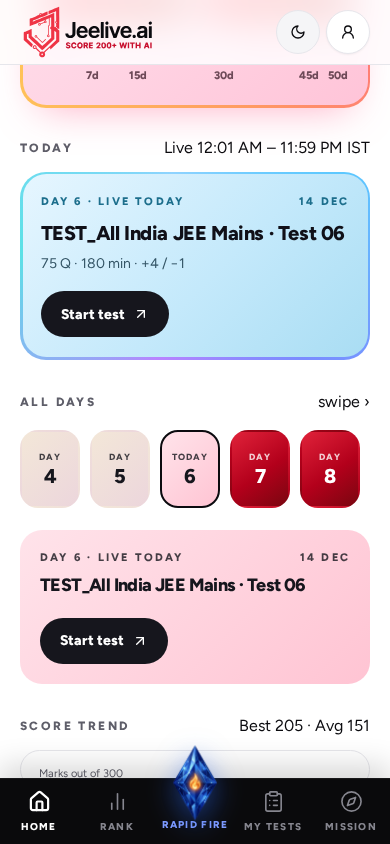 Jeelive.ai
SCORE 200+ WITH AI
7d 15d 30d 45d 50d
TODAY Live 12:01 AM – 11:59 PM IST
DAY 6 · LIVE TODAY 14 DEC
TEST_All India JEE Mains · Test 06
75 Q · 180 min · +4 / −1
Start test
ALL DAYS swipe ›
DAY DAY TODAY DAY DAY
4 5 6 7 8
DAY 6 · LIVE TODAY 14 DEC
TEST_All India JEE Mains · Test 06
Start test
SCORE TREND Best 205 · Avg 151
Marks out of 300
HOME RANK RAPID FIRE MY TESTS MISSION